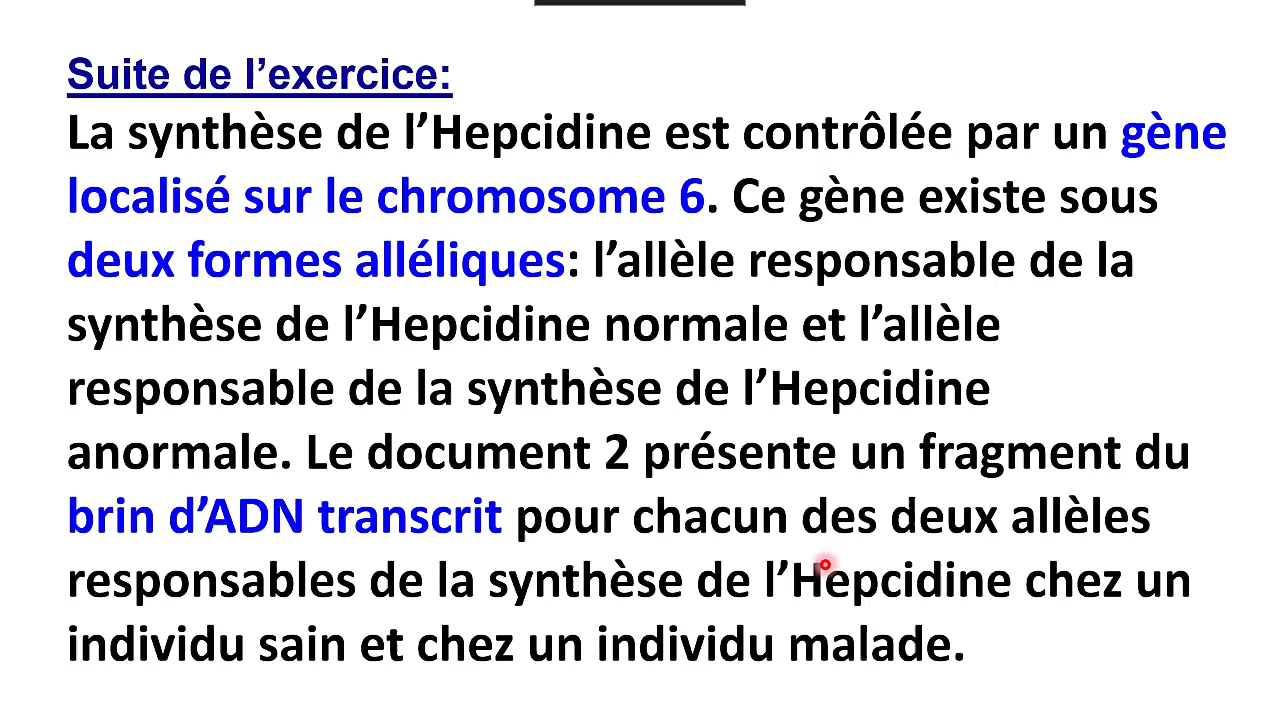 Suite de l’exercice:
La synthèse de l’Hepcidine est contrôlée par un gène
localisé sur le chromosome 6. Ce gène existe sous
deux formes alléliques: l’allèle responsable de la
synthèse de l’Hepcidine normale et l’allèle
responsable de la synthèse de l’Hepcidine
anormale. Le document 2 présente un fragment du
brin d’ADN transcrit pour chacun des deux allèles
responsables de la synthèse de l’Hepcidine chez un
individu sain et chez un individu malade.